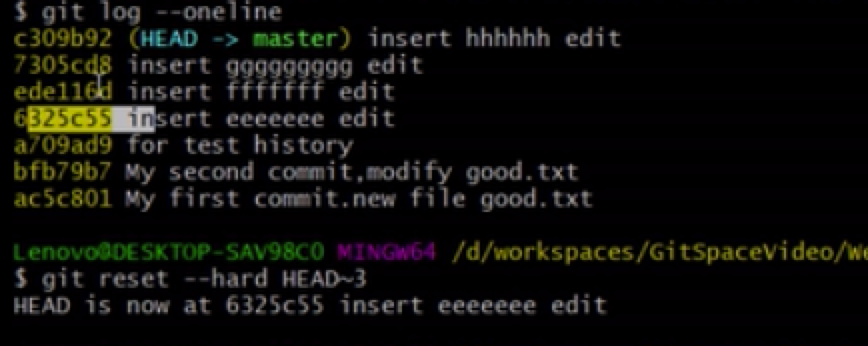 $ git log --oneline
c309b92 (HEAD -> master) insert hhhhhh edit
7305cd8 insert ggggggggg edit
ede116d insert fffffff edit
6325c55 insert eeeeeee edit
a709ad9 for test history
bfb79b7 My second commit,modify good.txt
ac5c801 My first commit.new file good.txt
Lenovo@DESKTOP-SAV98C0 MINGW64 /d/workspaces/GitSpaceVideo/We
$ git reset --hard HEAD~3
HEAD is now at 6325c55 insert eeeeeee edit